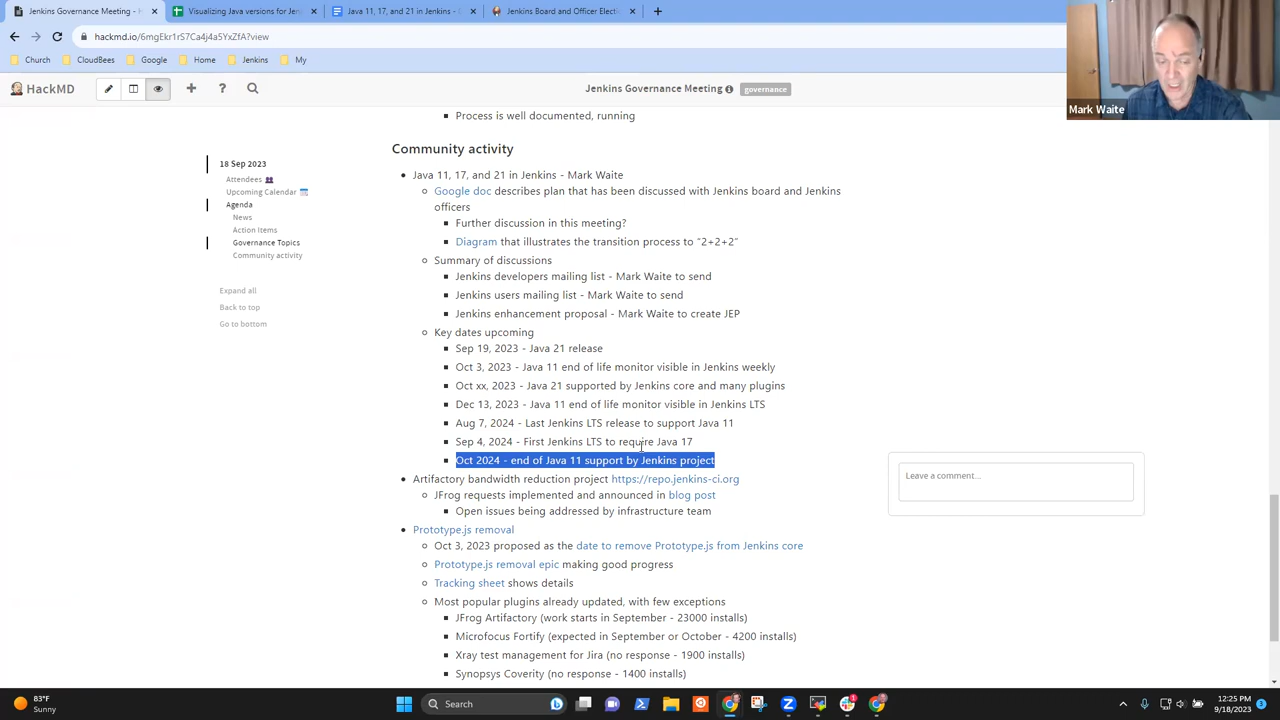 Jenkins Governance Meeting - H
Supported versions for Jenk
Java 11, 17, and 21 in Jenkins - G
Jenkins Board and Officer Electi
hackmd.io/6mgEkr1rS7Ca4j4a5YxZfA?view
Church
CloudBees
Google
Home
Jenkins
My
HackMD
Jenkins Governance Meeting
governance
Mark Waite
Process is well documented, running
18 Sep 2023
Attendees
Upcoming Calendar
Agenda
News
Action Items
Governance Topics
Community activity
Expand all
Back to top
Go to bottom
Community activity
Java 11, 17, and 21 in Jenkins - Mark Waite
Google doc describes plan that has been discussed with Jenkins board and Jenkins
officers
Further discussion in this meeting?
Diagram that illustrates the transition process to "2+2+2"
Summary of discussions
Jenkins developers mailing list - Mark Waite to send
Jenkins users mailing list - Mark Waite to send
Jenkins enhancement proposal - Mark Waite to create JEP
Key dates upcoming
Sep 19, 2023 - Java 21 release
Oct 3, 2023 - Java 11 end of life monitor visible in Jenkins weekly
Oct xx, 2023 - Java 21 supported by Jenkins core and many plugins
Dec 13, 2023 - Java 11 end of life monitor visible in Jenkins LTS
Aug 7, 2024 - Last Jenkins LTS release to support Java 11
Sep 4, 2024 - First Jenkins LTS to require Java 17
Oct 2024 - end of Java 11 support by Jenkins project
Artifactory bandwidth reduction project https://repo.jenkins-ci.org
JFrog requests implemented and announced in blog post
Open issues being addressed by infrastructure team
Prototype.js removal
Oct 3, 2023 proposed as the date to remove Prototype.js from Jenkins core
Prototype.js removal epic making good progress
Tracking sheet shows details
Most popular plugins already updated, with few exceptions
JFrog Artifactory (work starts in September - 23000 installs)
Microfocus Fortify (expected in September or October - 4200 installs)
Xray test management for Jira (no response - 1900 installs)
Synopsys Coverity (no response - 1400 installs)
Leave a comment...
83°F
Sunny
Search
12:25 PM
9/18/2023